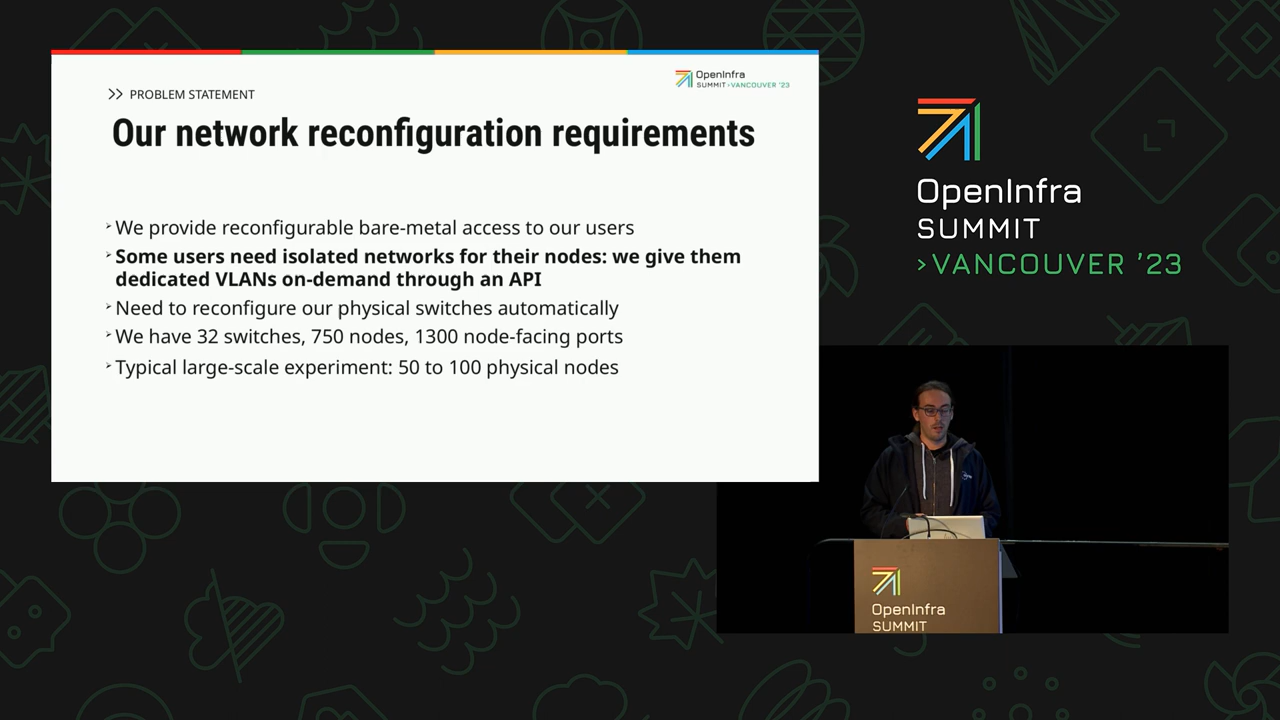 OpenInfra
SUMMIT >VANCOUVER '23
>> PROBLEM STATEMENT
Our network reconfiguration requirements
We provide reconfigurable bare-metal access to our users
Some users need isolated networks for their nodes: we give them
dedicated VLANs on-demand through an API
Need to reconfigure our physical switches automatically
We have 32 switches, 750 nodes, 1300 node-facing ports
Typical large-scale experiment: 50 to 100 physical nodes
OpenInfra
SUMMIT
>VANCOUVER '23
OpenInfra
SUMMIT